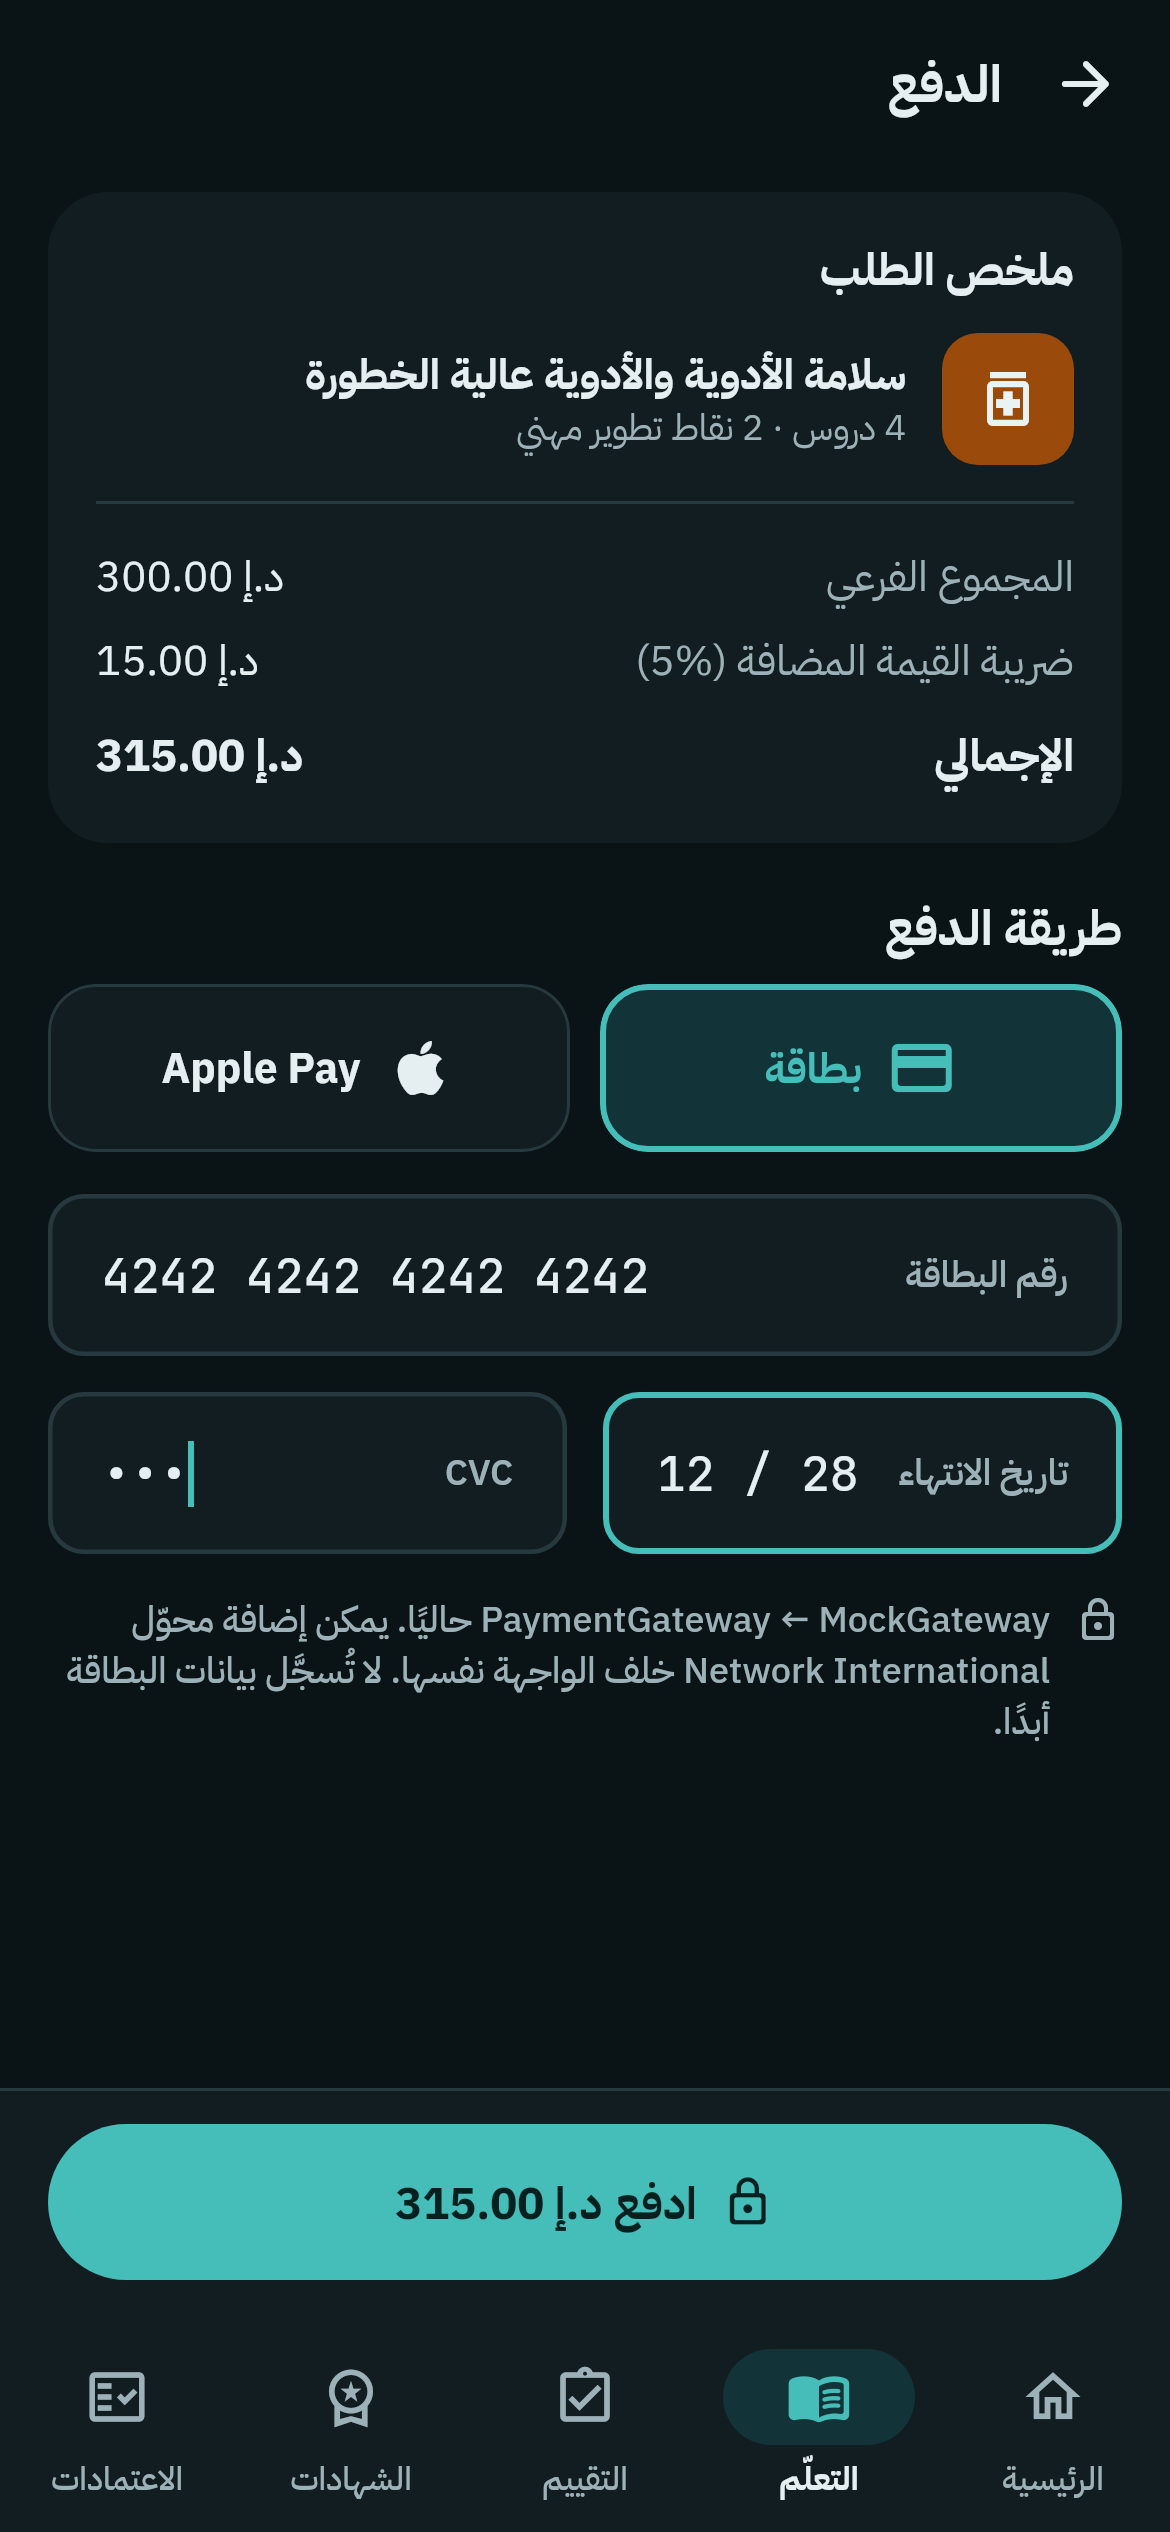 الدفع
ملخص الطلب
سلامة الأدوية والأدوية عالية الخطورة
4 دروس · 2 نقاط تطوير مهني
المجموع الفرعي
د.إ 300.00
ضريبة القيمة المضافة (5%)
د.إ 15.00
الإجمالي
د.إ 315.00
طريقة الدفع
بطاقة
Apple Pay
رقم البطاقة
4242 4242 4242 4242
تاريخ الانتهاء
12 / 28
CVC
•••
PaymentGateway ← MockGateway حاليًا. يمكن إضافة محوّل
Network International خلف الواجهة نفسها. لا تُسجَّل بيانات البطاقة
أبدًا.
ادفع د.إ 315.00
الرئيسية
التعلّم
التقييم
الشهادات
الاعتمادات